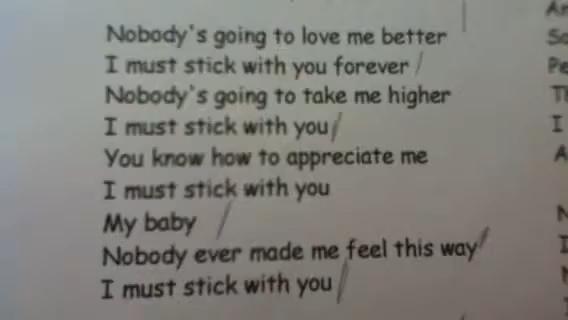 Nobody's going to love me better
I must stick with you forever
Nobody's going to take me higher
I must stick with you
You know how to appreciate me
I must stick with you
My baby
Nobody ever made me feel this way
I must stick with you